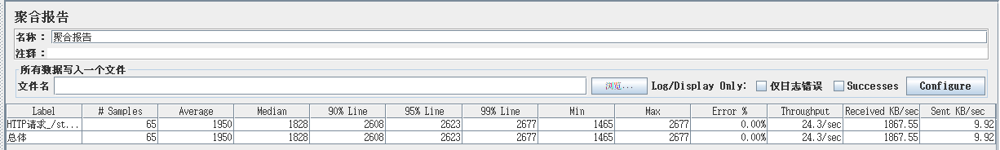 聚合报告
名称： 聚合报告
注释：
所有数据写入一个文件
文件名 浏览... Log/Display Only: 仅日志错误 Successes Configure
Label # Samples Average Median 90% Line 95% Line 99% Line Min Max Error % Throughput Received KB/sec Sent KB/sec
HTTP请求_/st... 65 1950 1828 2608 2623 2677 1465 2677 0.00% 24.3/sec 1867.55 9.92
总体 65 1950 1828 2608 2623 2677 1465 2677 0.00% 24.3/sec 1867.55 9.92